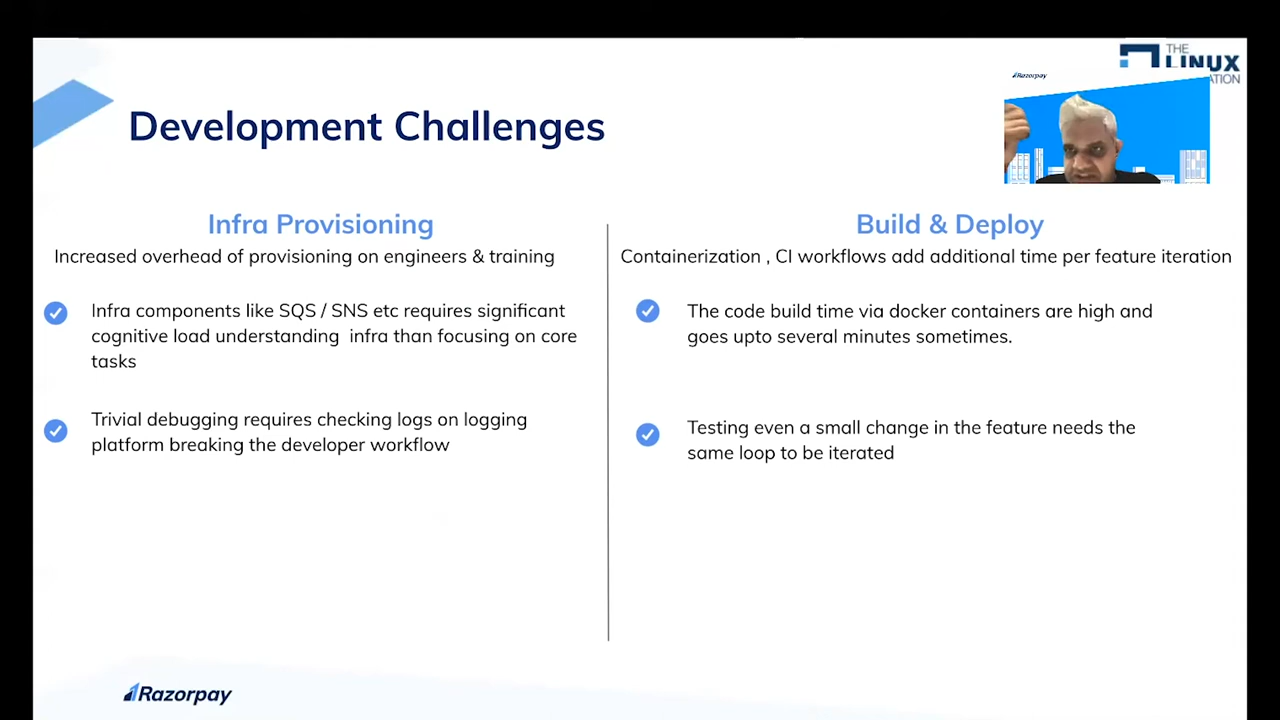 THE
LINUX
ATION
Razorpay
Development Challenges
Infra Provisioning
Increased overhead of provisioning on engineers & training
Infra components like SQS / SNS etc requires significant
cognitive load understanding infra than focusing on core
tasks
Trivial debugging requires checking logs on logging
platform breaking the developer workflow
Build & Deploy
Containerization , CI workflows add additional time per feature iteration
The code build time via docker containers are high and
goes upto several minutes sometimes.
Testing even a small change in the feature needs the
same loop to be iterated
Razorpay